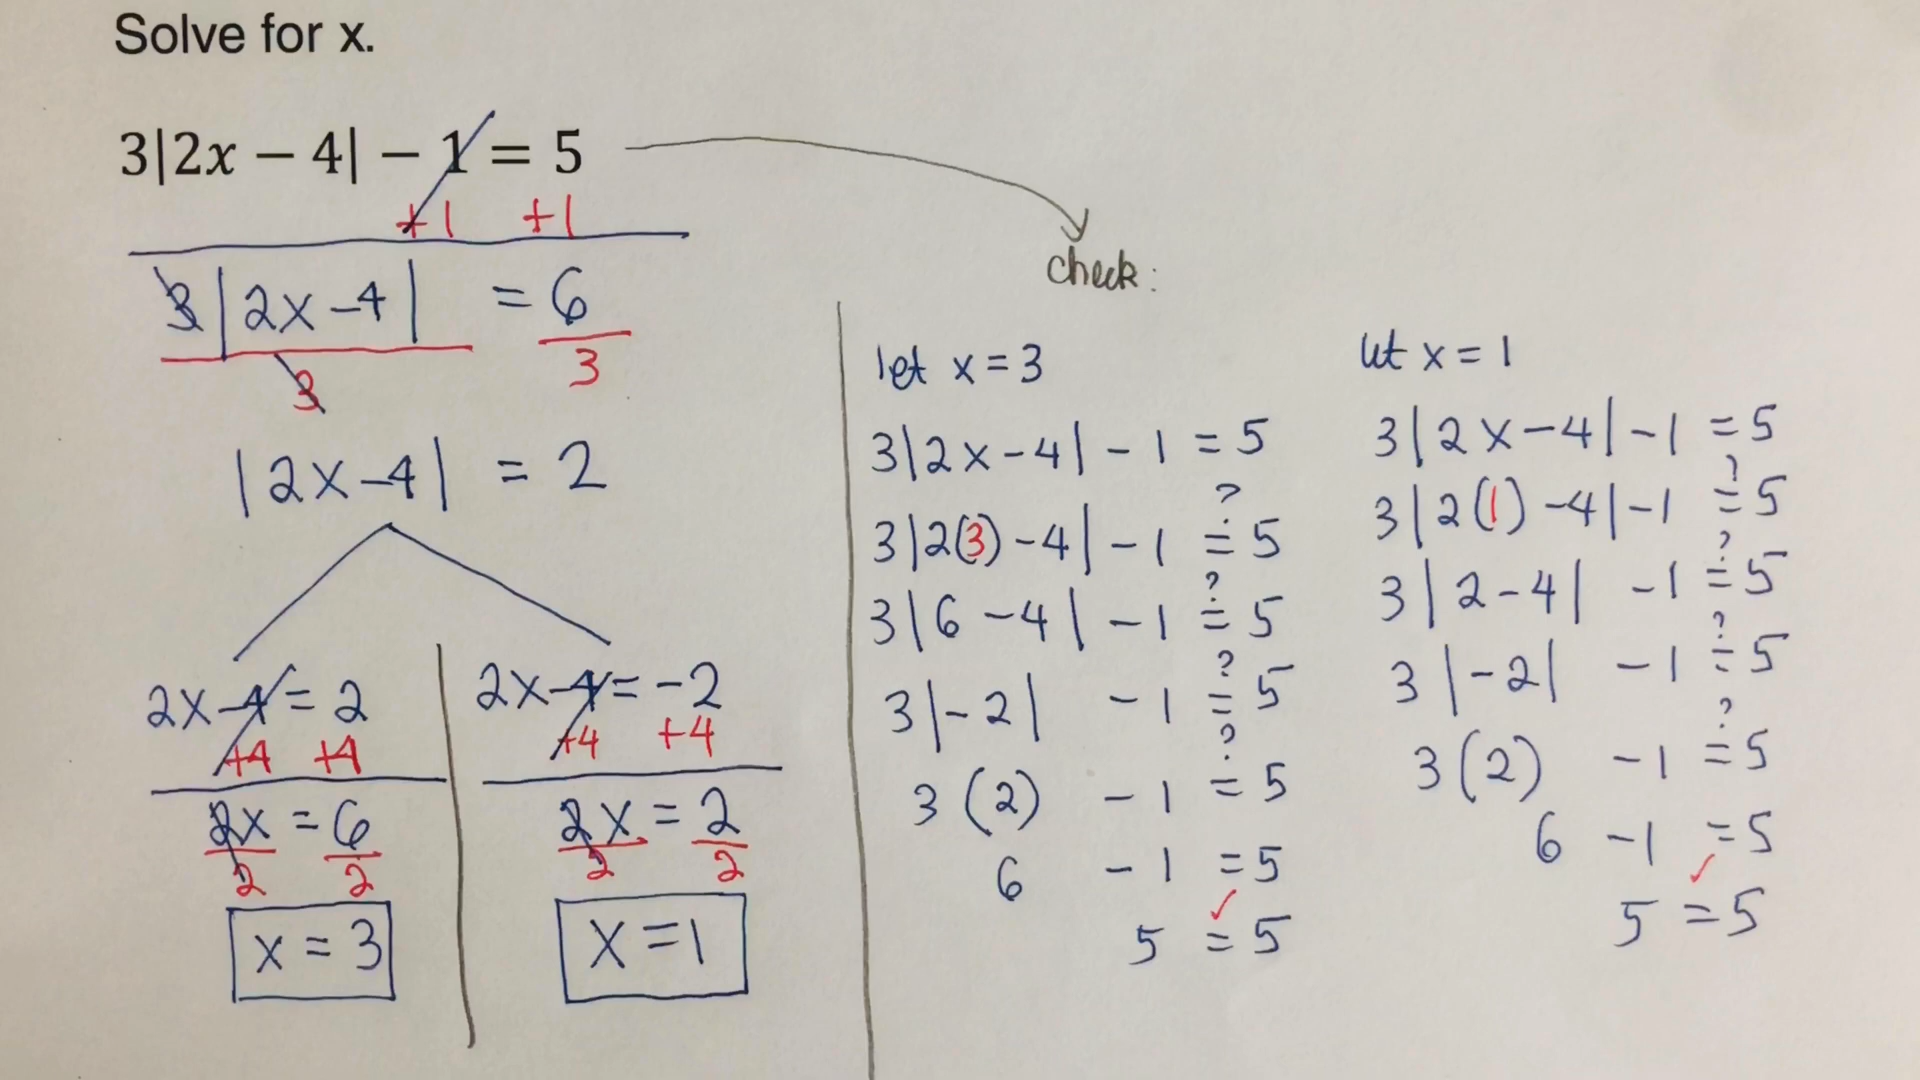 Solve for x.
3|2x − 4| − 1 = 5
+1 +1
3|2x-4| = 6
3 3
|2x-4| = 2
2x-4=2
+4 +4
2x = 6
2 2
x = 3
2x-4=-2
+4 +4
2x = 2
2 2
x = 1
check:
let x = 3
3|2x-4| - 1 = 5
3|2(3)-4| - 1 ≟ 5
3|6-4| - 1 ≟ 5
3|-2| - 1 ≟ 5
3(2) - 1 ≟ 5
6 - 1 = 5
5 = 5 ✓
let x = 1
3|2x-4| - 1 = 5
3|2(1)-4| - 1 ≟ 5
3|2-4| - 1 ≟ 5
3|-2| - 1 ≟ 5
3(2) - 1 ≟ 5
6 - 1 = 5
5 = 5 ✓